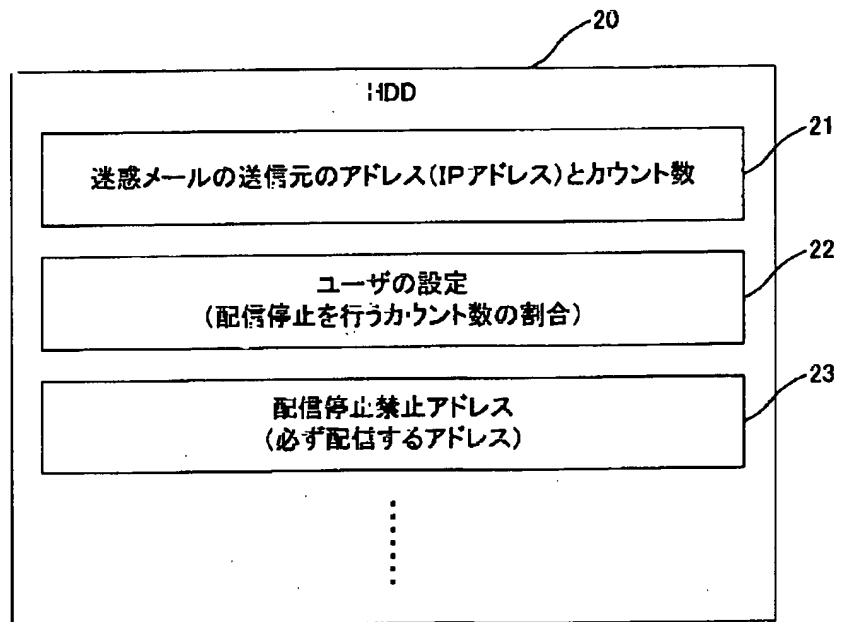 20
HDD
21
迷惑メールの送信元のアドレス(IPアドレス)とカウント数
22
ユーザの設定
(配信停止を行うカウント数の割合)
23
配信停止禁止アドレス
(必ず配信するアドレス)